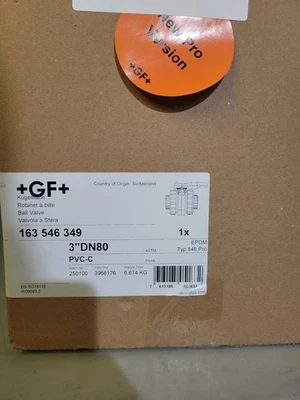 New Pro
Version
+GF+
+GF+
Country of Origin: Switzerland
Kugelhahn
Robinet à bille
Ball Valve
Valvola a Sfera
163 546 349
1x
3"DN80
ASTM
EPDM
PVC-C
Typ 546 Pro
250100
3966176
6.674 KG